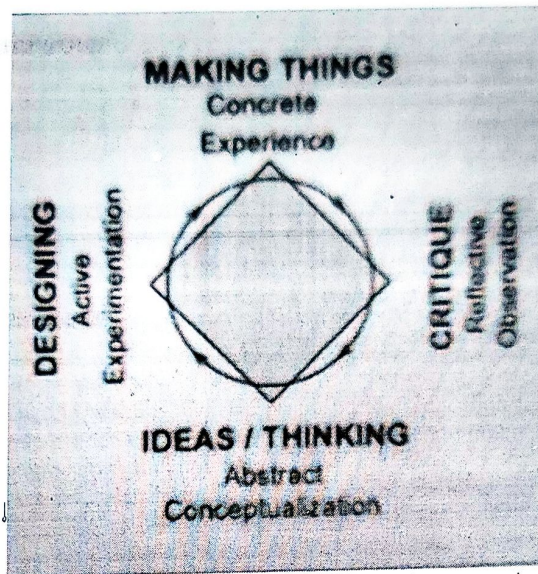 MAKING THINGS
Concrete
Experience
DESIGNING
Active
Experimentation
CRITIQUE
Reflective
Observation
IDEAS / THINKING
Abstract
Conceptualization